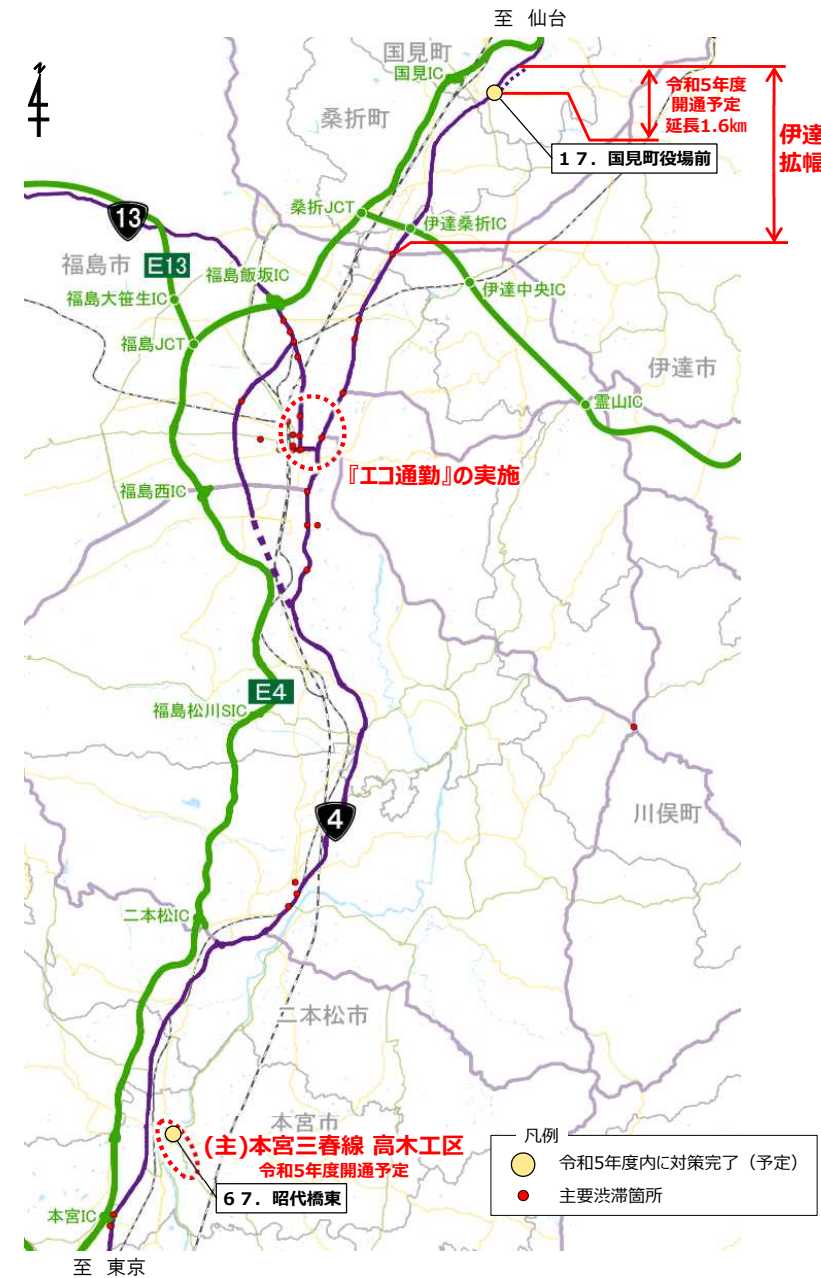 至 仙台
国見町
国見IC
令和5年度
開通予定
延長1.6㎞
桑折町
伊達
拡幅
17. 国見町役場前
桑折JCT
13
伊達桑折IC
福島市
E13
福島飯坂IC
福島大笹生IC
伊達中央IC
福島JCT
伊達市
霊山IC
『エコ通勤』の実施
福島西IC
E4
福島松川SIC
川俣町
4
二本松IC
二本松市
本宮市
(主)本宮三春線 高木工区
令和5年度開通予定
67. 昭代橋東
凡例
令和5年度内に対策完了（予定）
主要渋滞箇所
本宮IC
至 東京